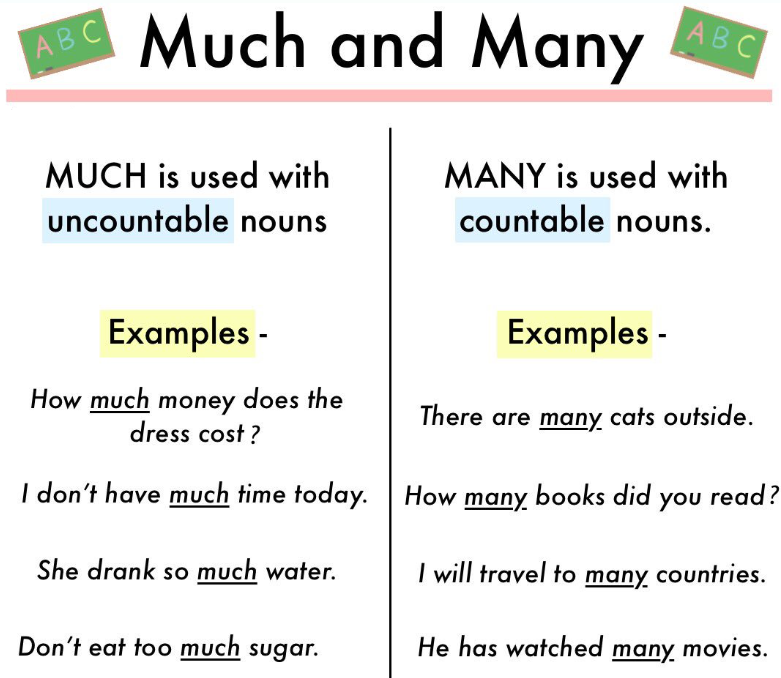 A B C
Much and Many
A B C
MUCH is used with
uncountable nouns
Examples -
How much money does the
dress cost?
I don't have much time today.
She drank so much water.
Don't eat too much sugar.
MANY is used with
countable nouns.
Examples -
There are many cats outside.
How many books did you read?
I will travel to many countries.
He has watched many movies.